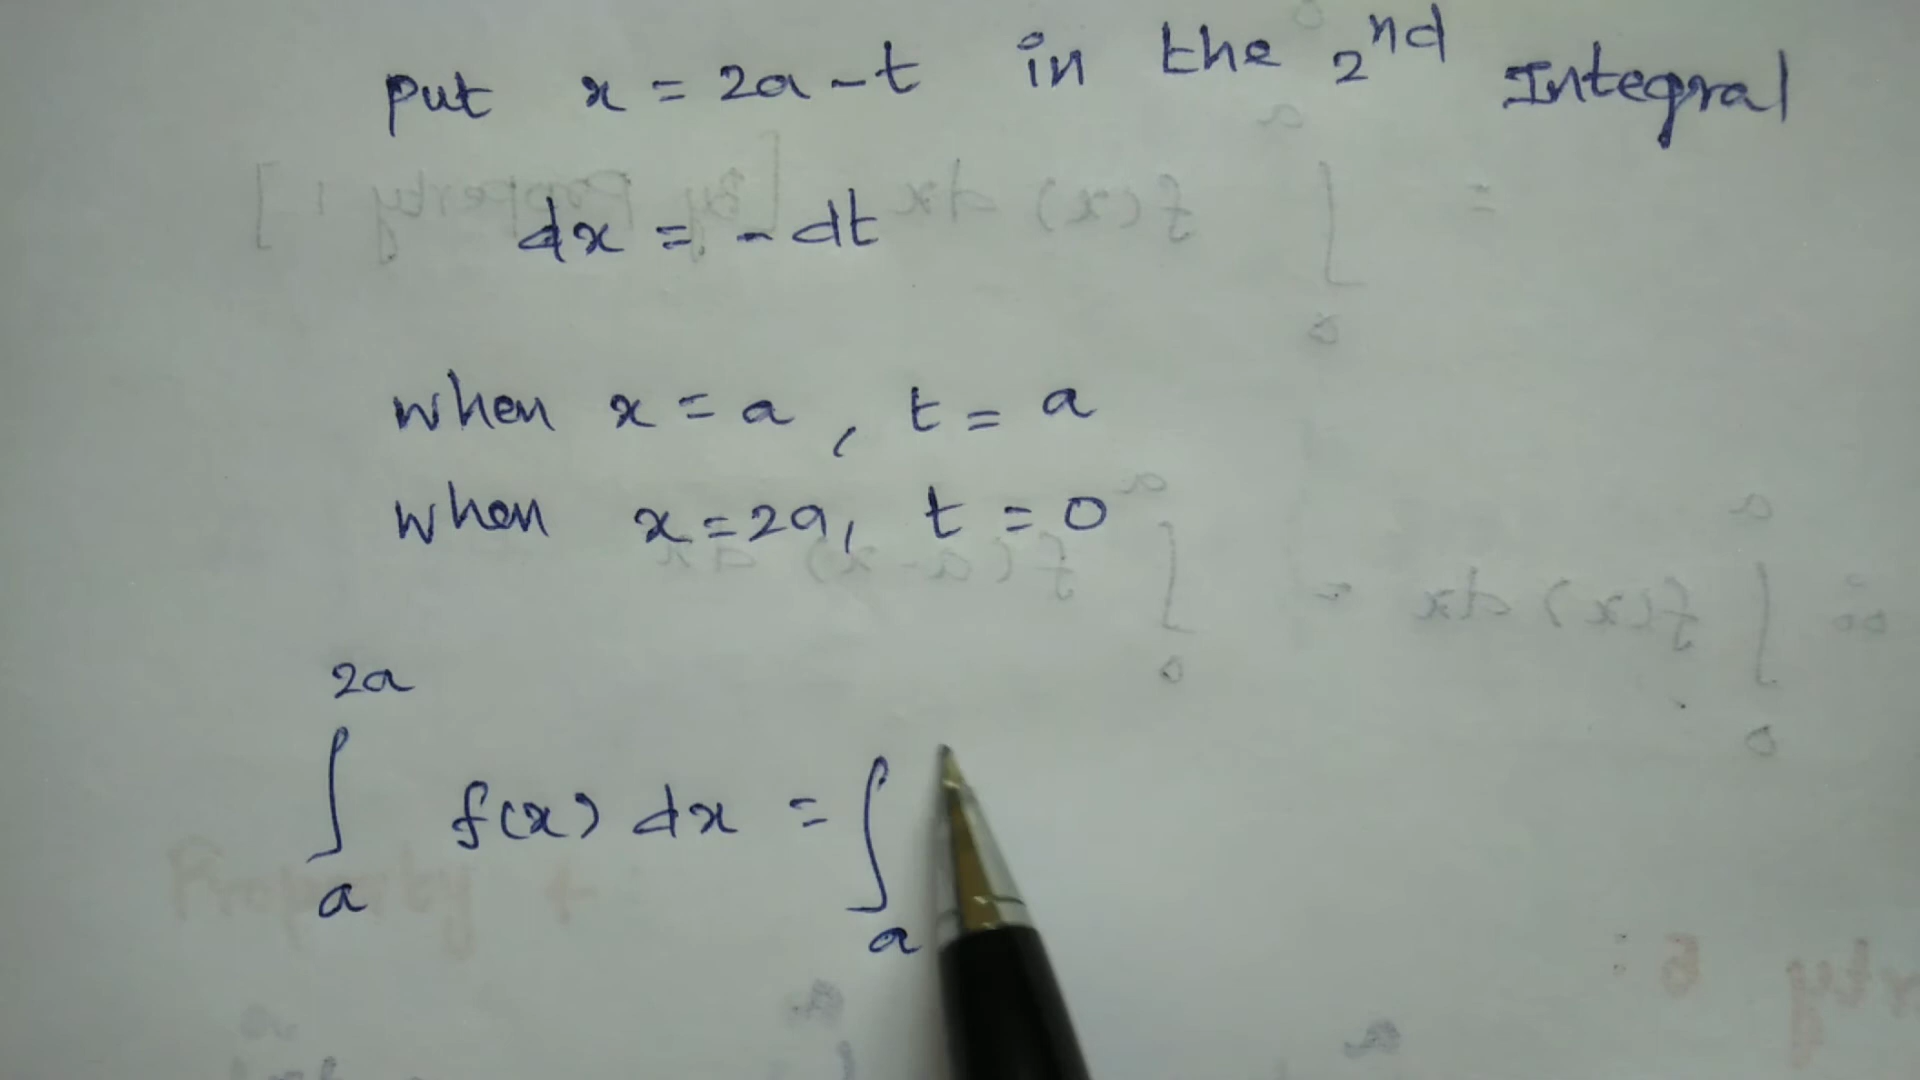 put x = 2a - t in the 2nd Integral
dx = - dt
when x = a, t = a
when x = 2a, t = 0
2a
∫ f(x) dx = ∫
a a